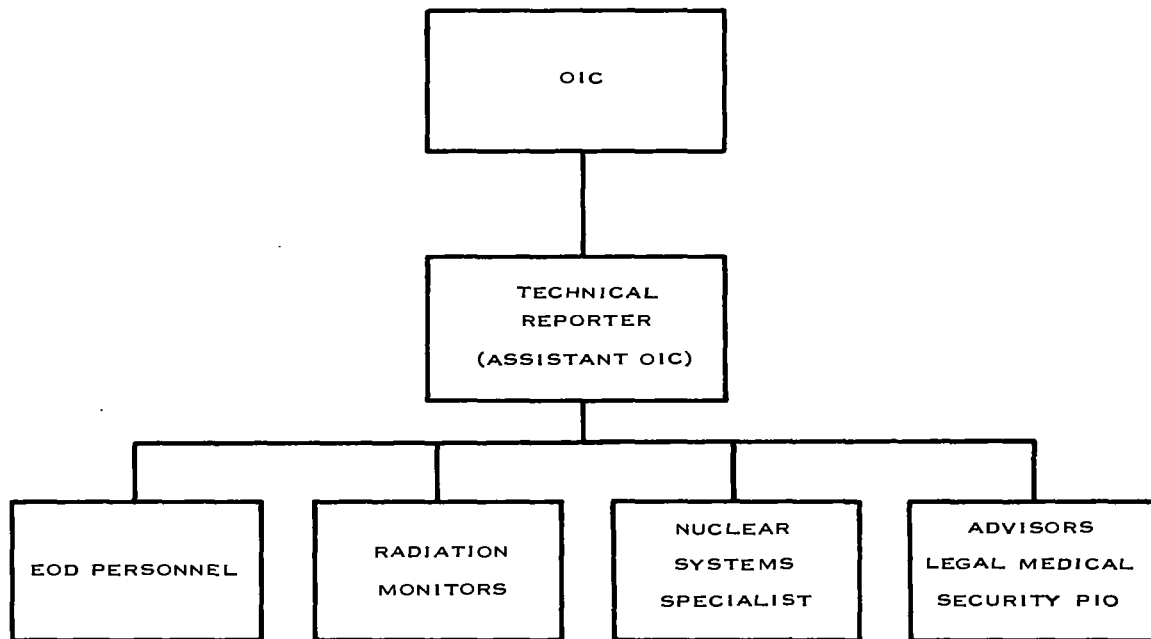 OIC
TECHNICAL
REPORTER
(ASSISTANT OIC)
EOD PERSONNEL
RADIATION
MONITORS
NUCLEAR
SYSTEMS
SPECIALIST
ADVISORS
LEGAL MEDICAL
SECURITY PIO